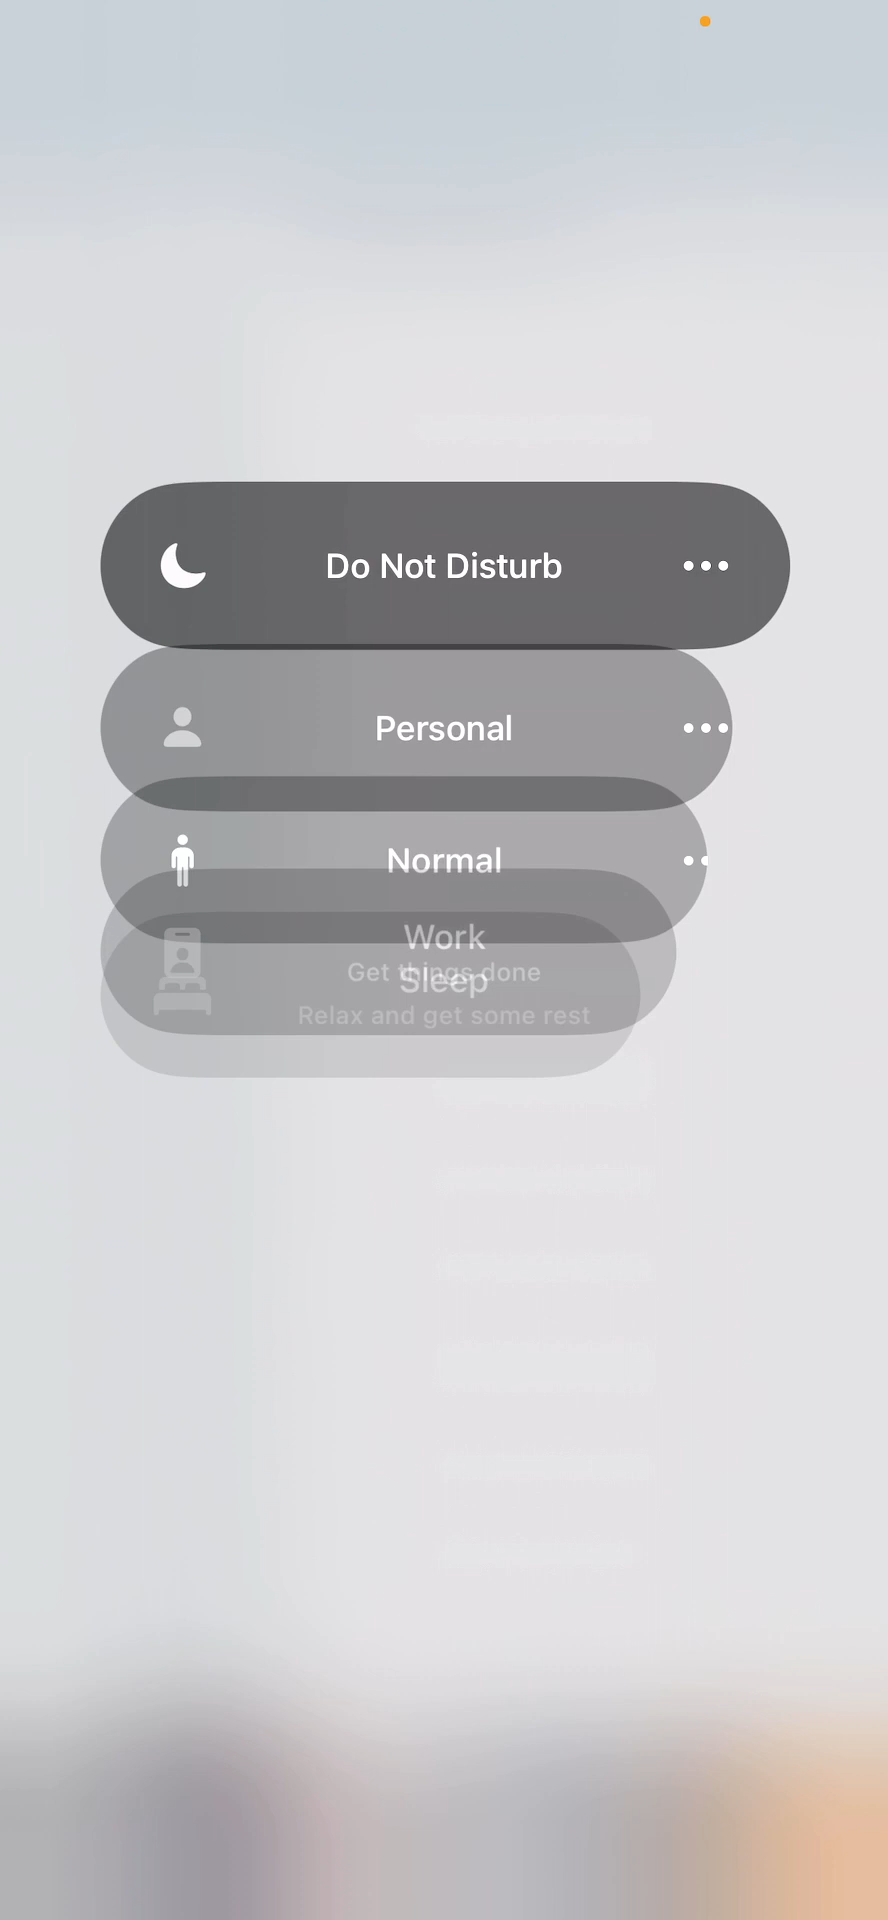 Do Not Disturb
Personal
Normal
Work
Get things done
Sleep
Relax and get some rest